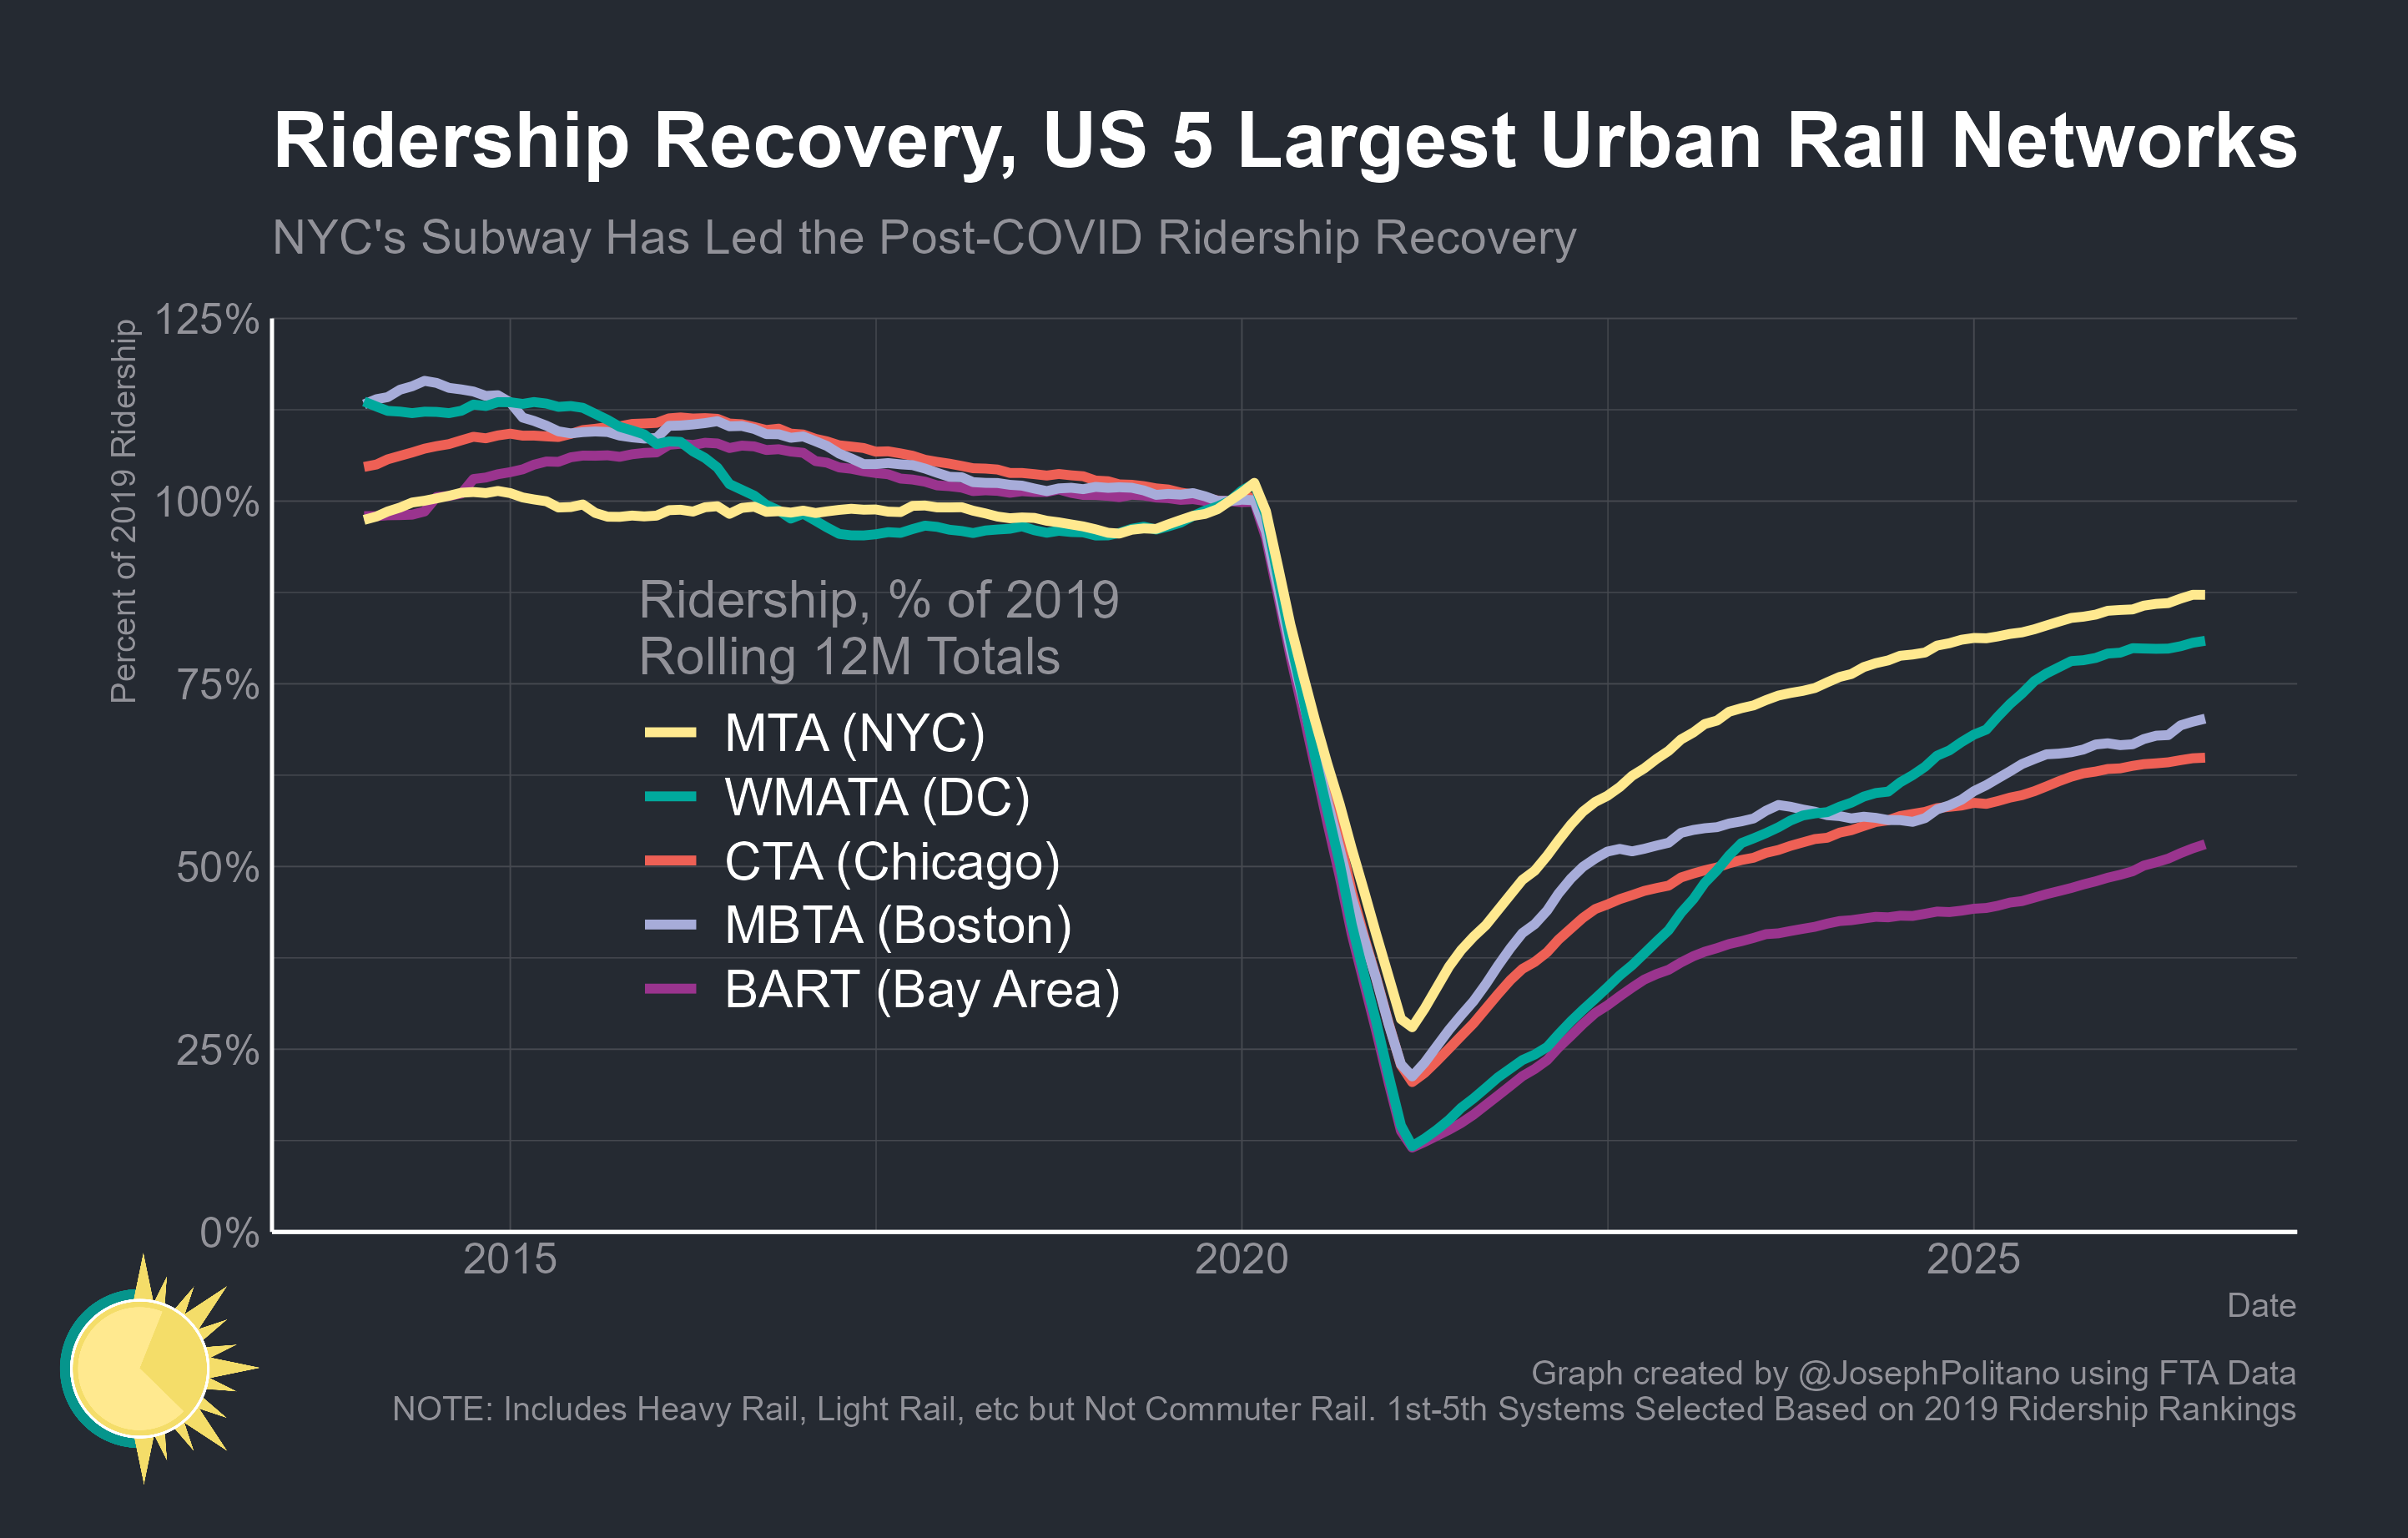 Ridership Recovery, US 5 Largest Urban Rail Networks
NYC's Subway Has Led the Post-COVID Ridership Recovery
Percent of 2019 Ridership
125%
100%
75%
50%
25%
0%
Ridership, % of 2019
Rolling 12M Totals
MTA (NYC)
WMATA (DC)
CTA (Chicago)
MBTA (Boston)
BART (Bay Area)
2015
2020
2025
Date
Graph created by @JosephPolitano using FTA Data
NOTE: Includes Heavy Rail, Light Rail, etc but Not Commuter Rail. 1st-5th Systems Selected Based on 2019 Ridership Rankings